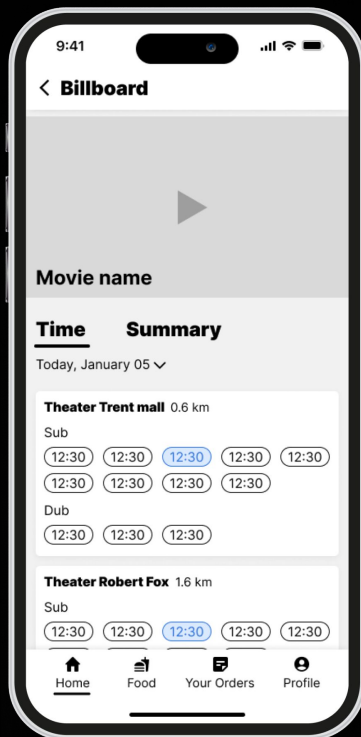 9:41
Billboard
Movie name
Time Summary
Today, January 05
Theater Trent mall 0.6 km
Sub
12:30 12:30 12:30 12:30 12:30
12:30 12:30 12:30 12:30
Dub
12:30 12:30 12:30
Theater Robert Fox 1.6 km
Sub
12:30 12:30 12:30 12:30 12:30
Home Food Your Orders Profile